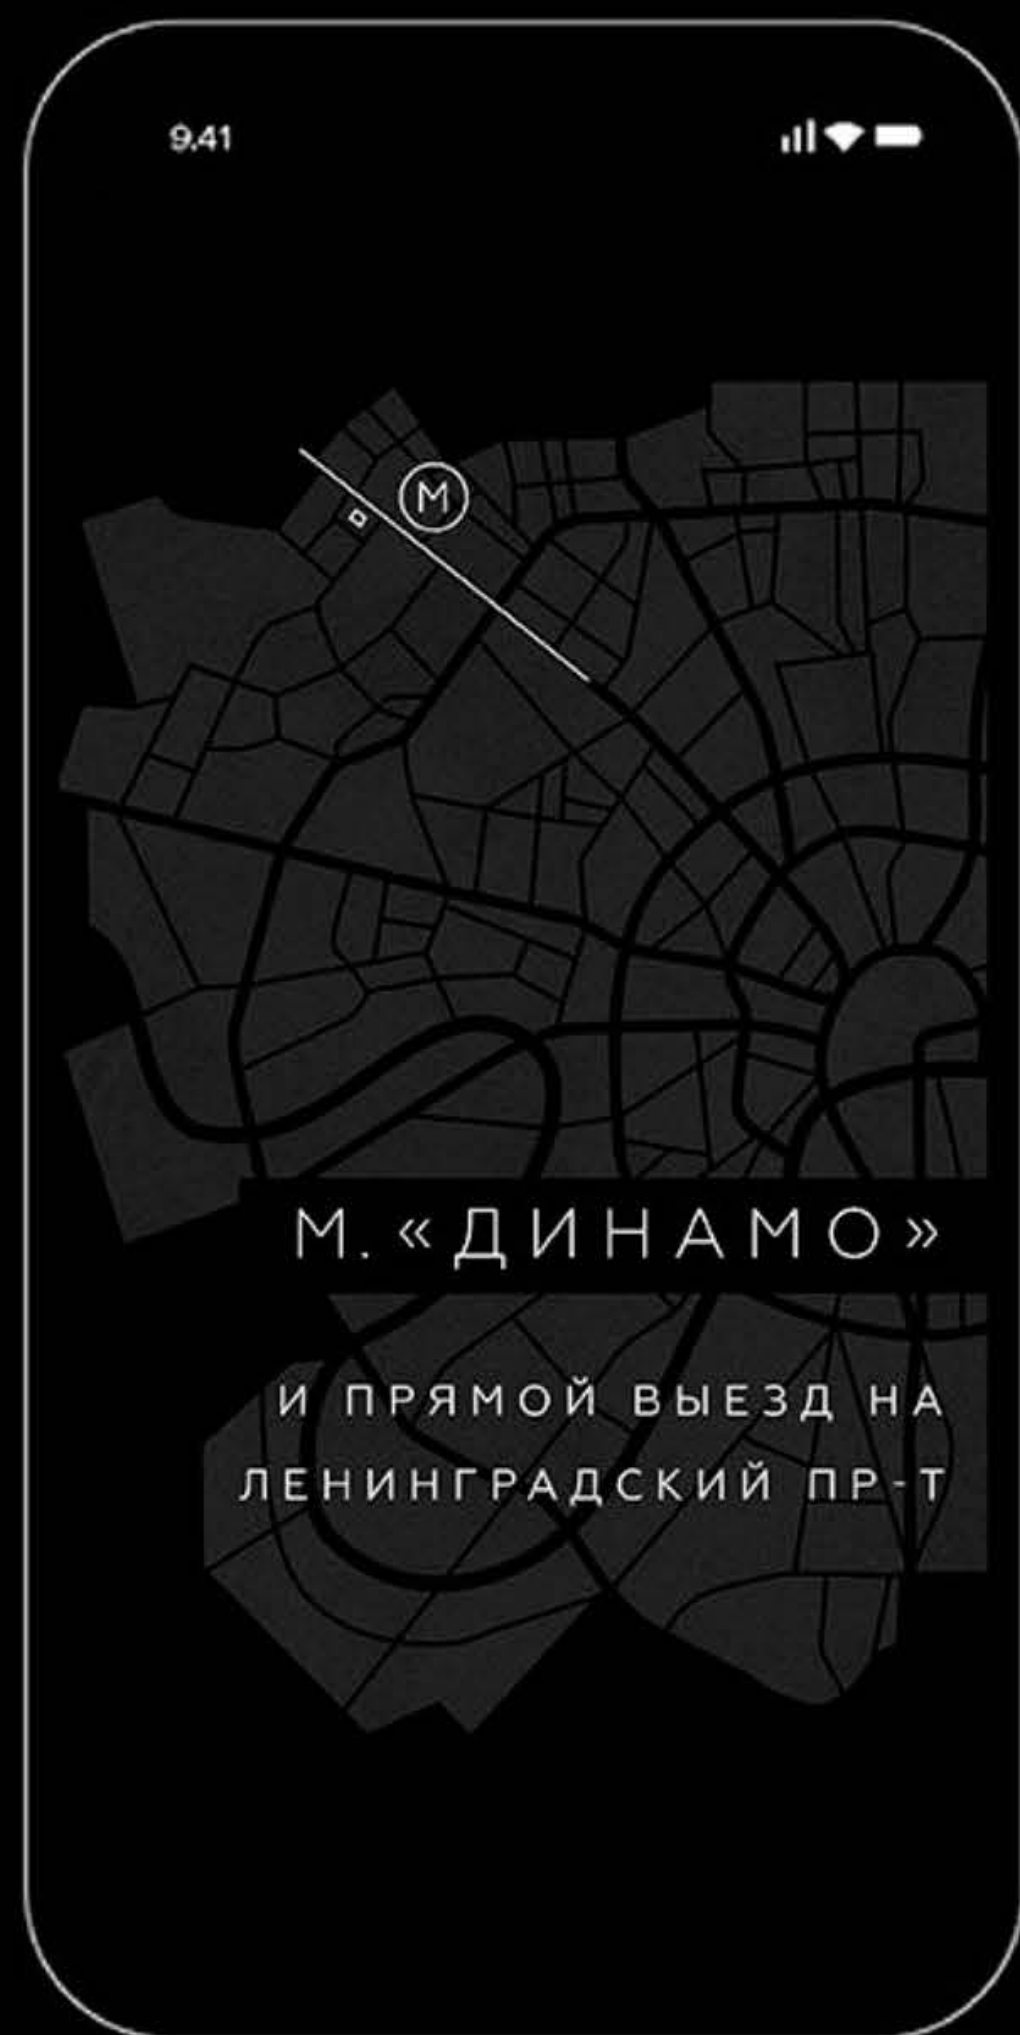 9.41
М
М. «ДИНАМО»
И ПРЯМОЙ ВЫЕЗД НА
ЛЕНИНГРАДСКИЙ ПР-Т